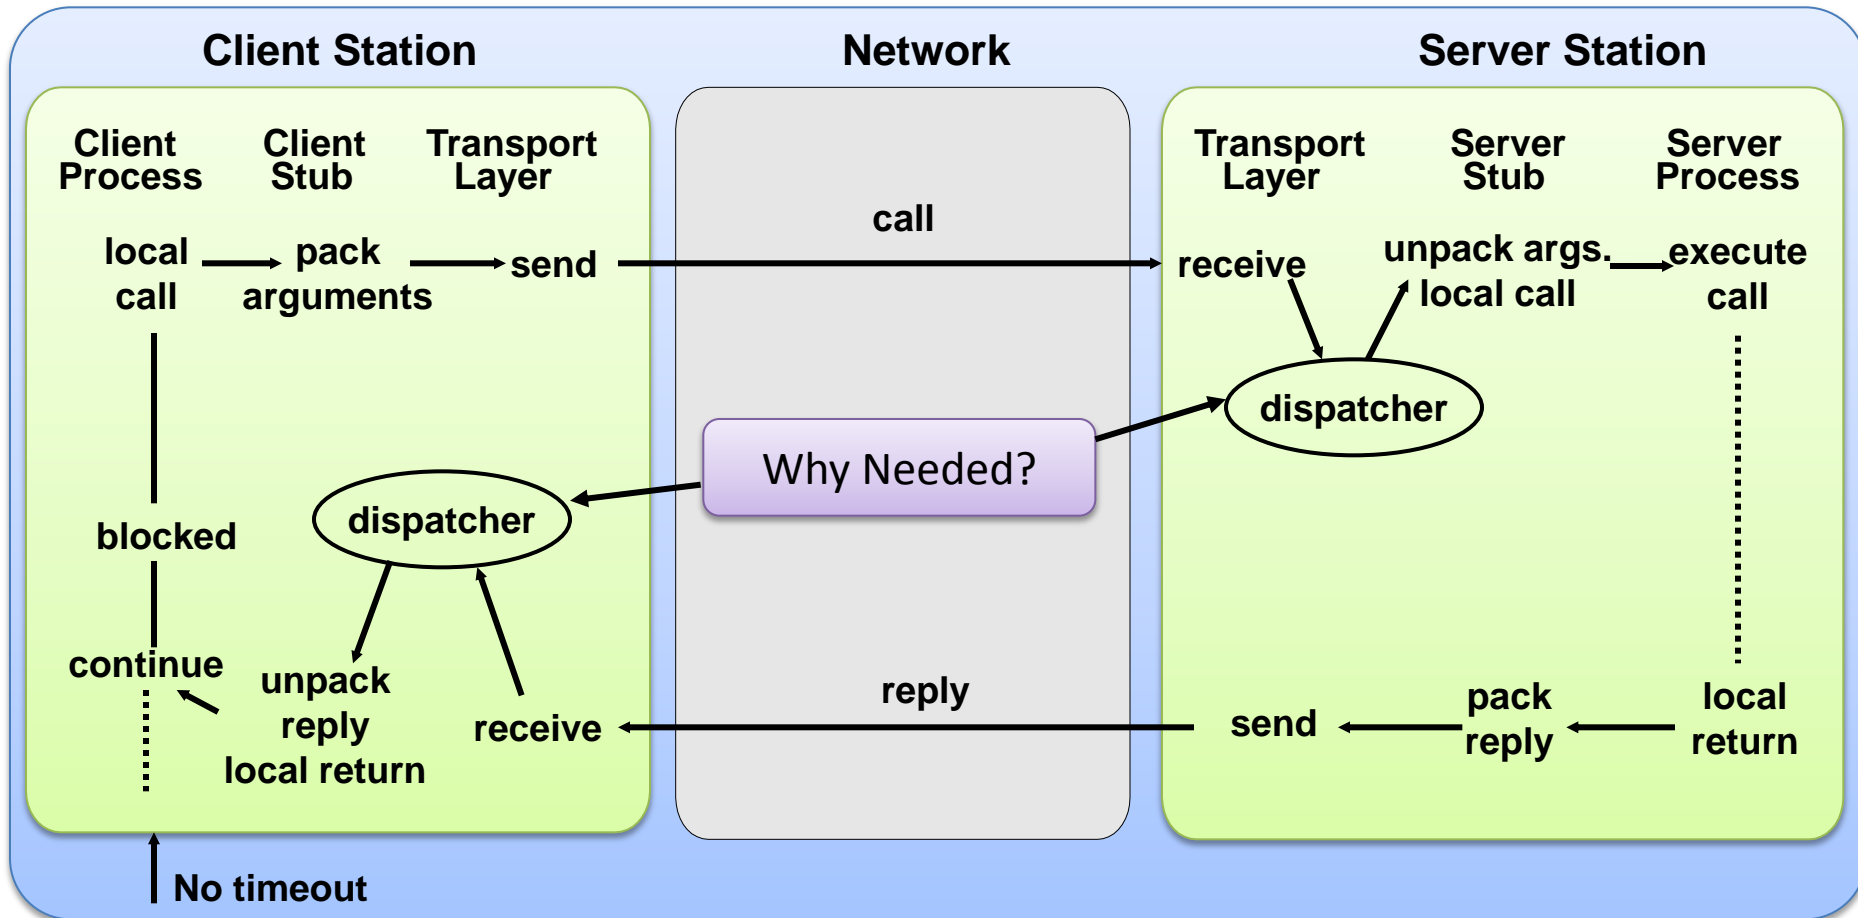 Client Station
Network
Server Station
Client
Process
Client
Stub
Transport
Layer
Transport
Layer
Server
Stub
Server
Process
local
call
pack
arguments
send
call
receive
unpack args.
local call
execute
call
dispatcher
Why Needed?
dispatcher
blocked
continue
unpack
reply
local return
receive
reply
send
pack
reply
local
return
No timeout